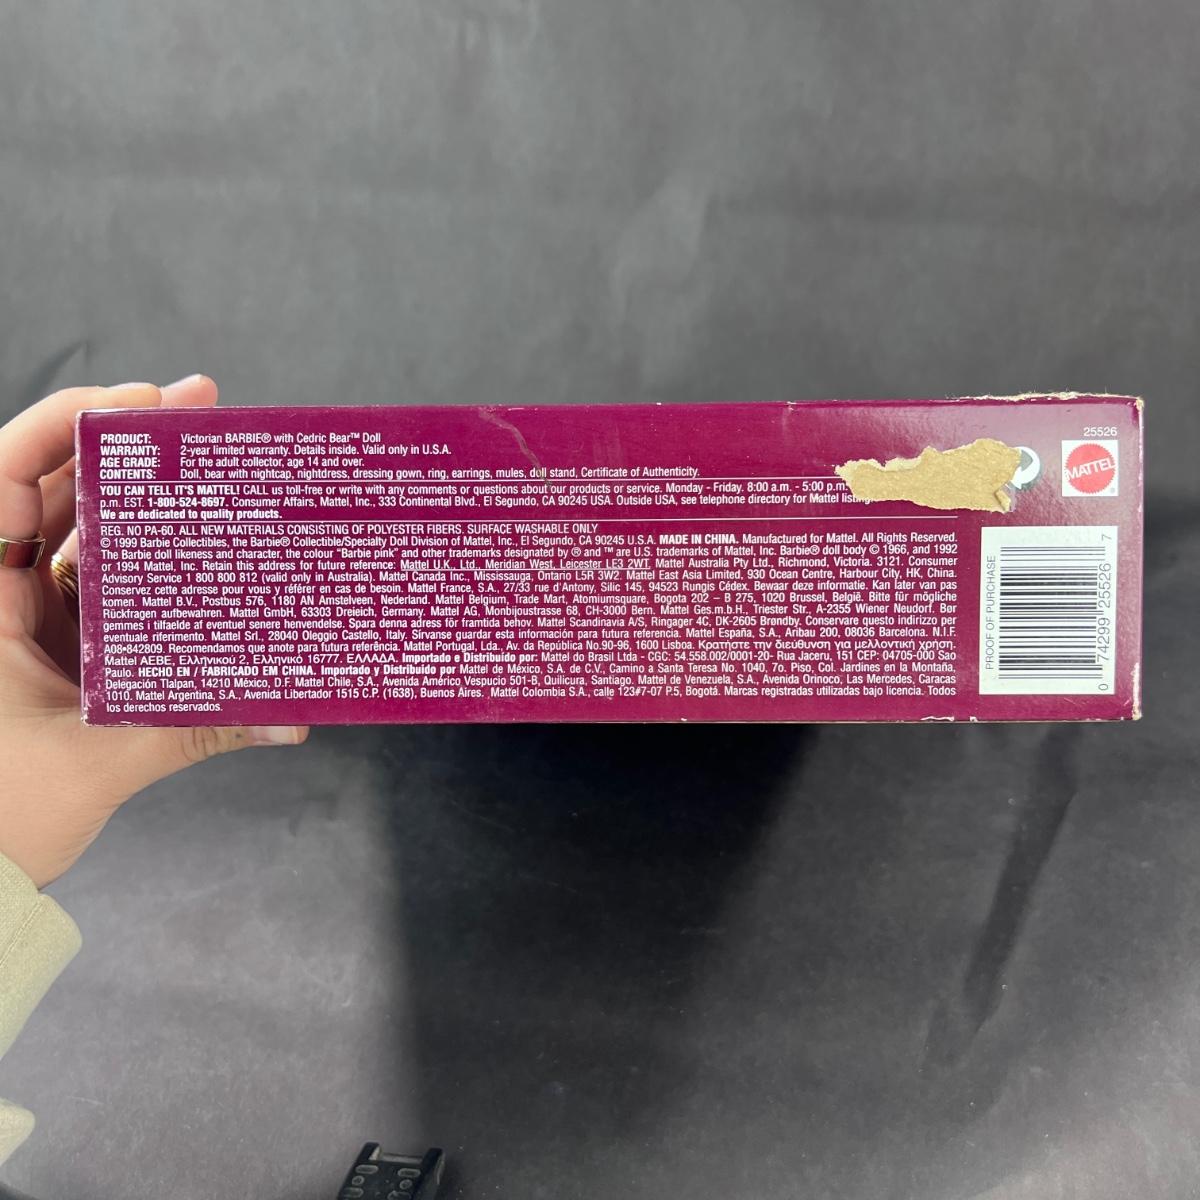 PRODUCT: Victorian BARBIE® with Cedric Bear™ Doll
WARRANTY: 2-year limited warranty. Details inside. Valid only in U.S.A.
AGE GRADE: For the adult collector, age 14 and over.
CONTENTS: Doll, bear with nightcap, nightdress, dressing gown, ring, earrings, mules, doll stand, Certificate of Authenticity.
YOU CAN TELL IT'S MATTEL! CALL us toll-free or write with any comments or questions about our products or service. Monday - Friday. 8:00 a.m. - 5:00 p.m.
p.m. EST. 1-800-524-8697. Consumer Affairs, Mattel, Inc., 333 Continental Blvd., El Segundo, CA 90245 USA. Outside USA, see telephone directory for Mattel
We are dedicated to quality products.
REG. NO PA-60. ALL NEW MATERIALS CONSISTING OF POLYESTER FIBERS. SURFACE WASHABLE ONLY
© 1999 Barbie Collectibles, the Barbie® Collectible/Specialty Doll Division of Mattel, Inc., El Segundo, CA 90245 U.S.A. MADE IN CHINA. Manufactured for Mattel. All Rights Reserved.
The Barbie doll likeness and character, the colour "Barbie pink" and other trademarks designated by ® and ™ are U.S. trademarks of Mattel, Inc. Barbie® doll body © 1966, and 1992
or 1994 Mattel, Inc. Retain this address for future reference: Mattel U.K., Ltd., Meridian West, Leicester LE3 2WT. Mattel Australia Pty Ltd., Richmond, Victoria. 3121. Consumer
Advisory Service 1 800 800 812 (valid only in Australia). Mattel Canada Inc., Mississauga, Ontario L5R 3W2. Mattel East Asia Limited, 930 Ocean Centre, Harbour City, HK, China.
Conservez cette adresse pour vous y référer en cas de besoin. Mattel France, S.A., 27/33 rue d'Antony, Silic 145, 94523 Rungis Cédex. Bewaar deze informatie. Kan later van pas
komen. Mattel B.V., Postbus 576, 1180 AN Amstelveen, Nederland. Mattel Belgium, Trade Mart, Atomiumsquare, Bogota 202 – B 275, 1020 Brussel, België. Bitte für mögliche
Rückfragen aufbewahren. Mattel GmbH, 63303 Dreieich, Germany. Mattel AG, Monbijoustrasse 68, CH-3000 Bern. Mattel Ges.m.b.H., Triester Str., A-2355 Wiener Neudorf. Bør
gemmes i tilfælde af eventuel senere henvendelse. Spara denna adress för framtida behov. Mattel Scandinavia A/S, Ringager 4C, DK-2605 Brøndby. Conservare questo indirizzo per
eventuale riferimento. Mattel Srl., 28040 Oleggio Castello, Italy. Sírvanse guardar esta información para futura referencia. Mattel España, S.A., Aribau 200, 08036 Barcelona. N.I.F.
A08•842809. Recomendamos que anote para futura referência. Mattel Portugal, Lda., Av. da República No.90-96, 1600 Lisboa. Κρατήστε την διεύθυνση για μελλοντική χρήση.
Mattel AEBE, Ελληνικού 2, Ελληνικό 16777. ΕΛΛΑΔΑ. Importado e Distribuído por: Mattel do Brasil Ltda - CGC: 54.558.002/0001-20- Rua Jaceru, 151 CEP: 04705-000 Sao
Paulo. HECHO EN / FABRICADO EM CHINA. Importado y Distribuido por Mattel de México, S.A. de C.V., Camino a Santa Teresa No. 1040, 7o. Piso, Col. Jardines en la Montaña,
Delegación Tlalpan, 14210 México, D.F. Mattel Chile, S.A., Avenida Américo Vespucio 501-B, Quilicura, Santiago. Mattel de Venezuela, S.A., Avenida Orinoco, Las Mercedes, Caracas
1010. Mattel Argentina, S.A., Avenida Libertador 1515 C.P. (1638), Buenos Aires. Mattel Colombia S.A., calle 123#7-07 P.5, Bogotá. Marcas registradas utilizadas bajo licencia. Todos
los derechos reservados.
25526
MATTEL®
PROOF OF PURCHASE
0 74299 25526 7